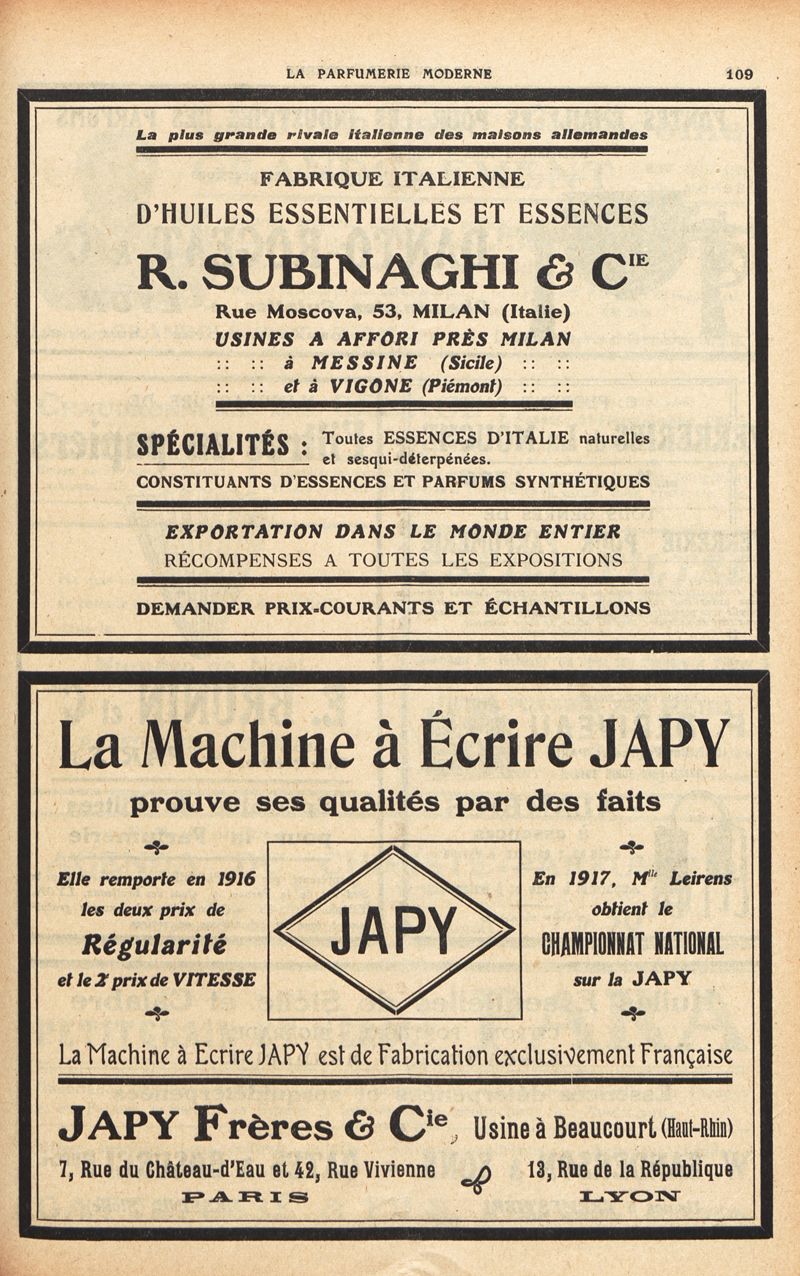 LA PARFUMERIE MODERNE 109
La plus grande rivale italienne des maisons allemandes
FABRIQUE ITALIENNE
D'HUILES ESSENTIELLES ET ESSENCES
R. SUBINAGHI & CIE
Rue Moscova, 53, MILAN (Italie)
USINES A AFFORI PRÈS MILAN
:: :: à MESSINE (Sicile) :: ::
:: :: et à VIGONE (Piémont) :: ::
SPÉCIALITÉS : Toutes ESSENCES D'ITALIE naturelles
et sesqui-déterpénées.
CONSTITUANTS D'ESSENCES ET PARFUMS SYNTHÉTIQUES
EXPORTATION DANS LE MONDE ENTIER
RÉCOMPENSES A TOUTES LES EXPOSITIONS
DEMANDER PRIX-COURANTS ET ÉCHANTILLONS
La Machine à Écrire JAPY
prouve ses qualités par des faits
Elle remporte en 1916
les deux prix de
Régularité
et le 2e prix de VITESSE
JAPY
En 1917, Mlle Leirens
obtient le
CHAMPIONNAT NATIONAL
sur la JAPY
La Machine à Ecrire JAPY est de Fabrication exclusivement Française
JAPY Frères & Cie, Usine à Beaucourt (Haut-Rhin)
7, Rue du Château-d'Eau et 42, Rue Vivienne
PARIS
13, Rue de la République
LYON